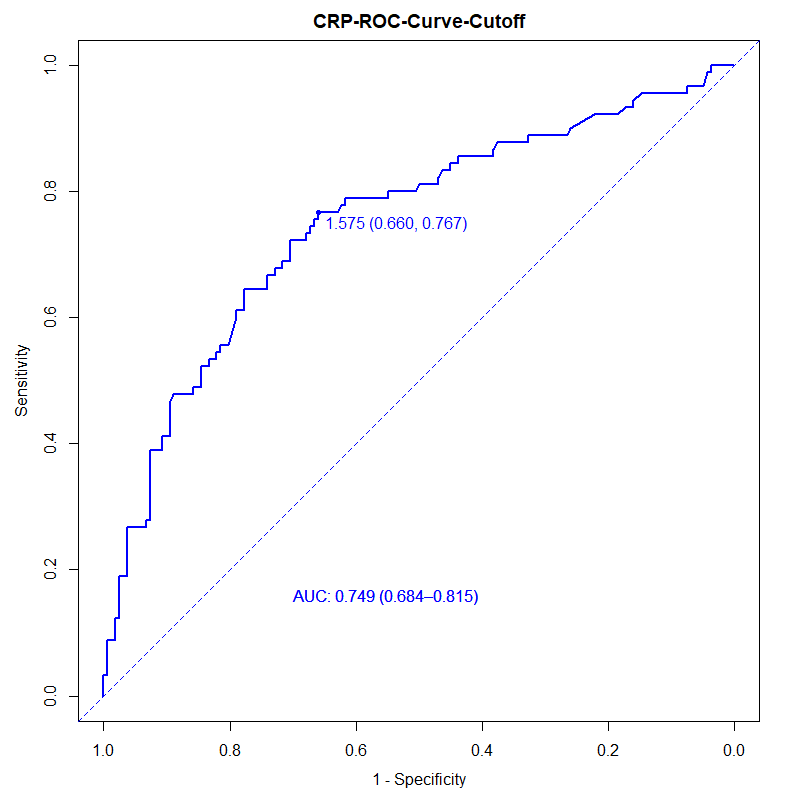 CRP-ROC-Curve-Cutoff
1.0
0.8
0.6
0.4
0.2
0.0
Sensitivity
1.575 (0.660, 0.767)
AUC: 0.749 (0.684–0.815)
1.0 0.8 0.6 0.4 0.2 0.0
1 - Specificity